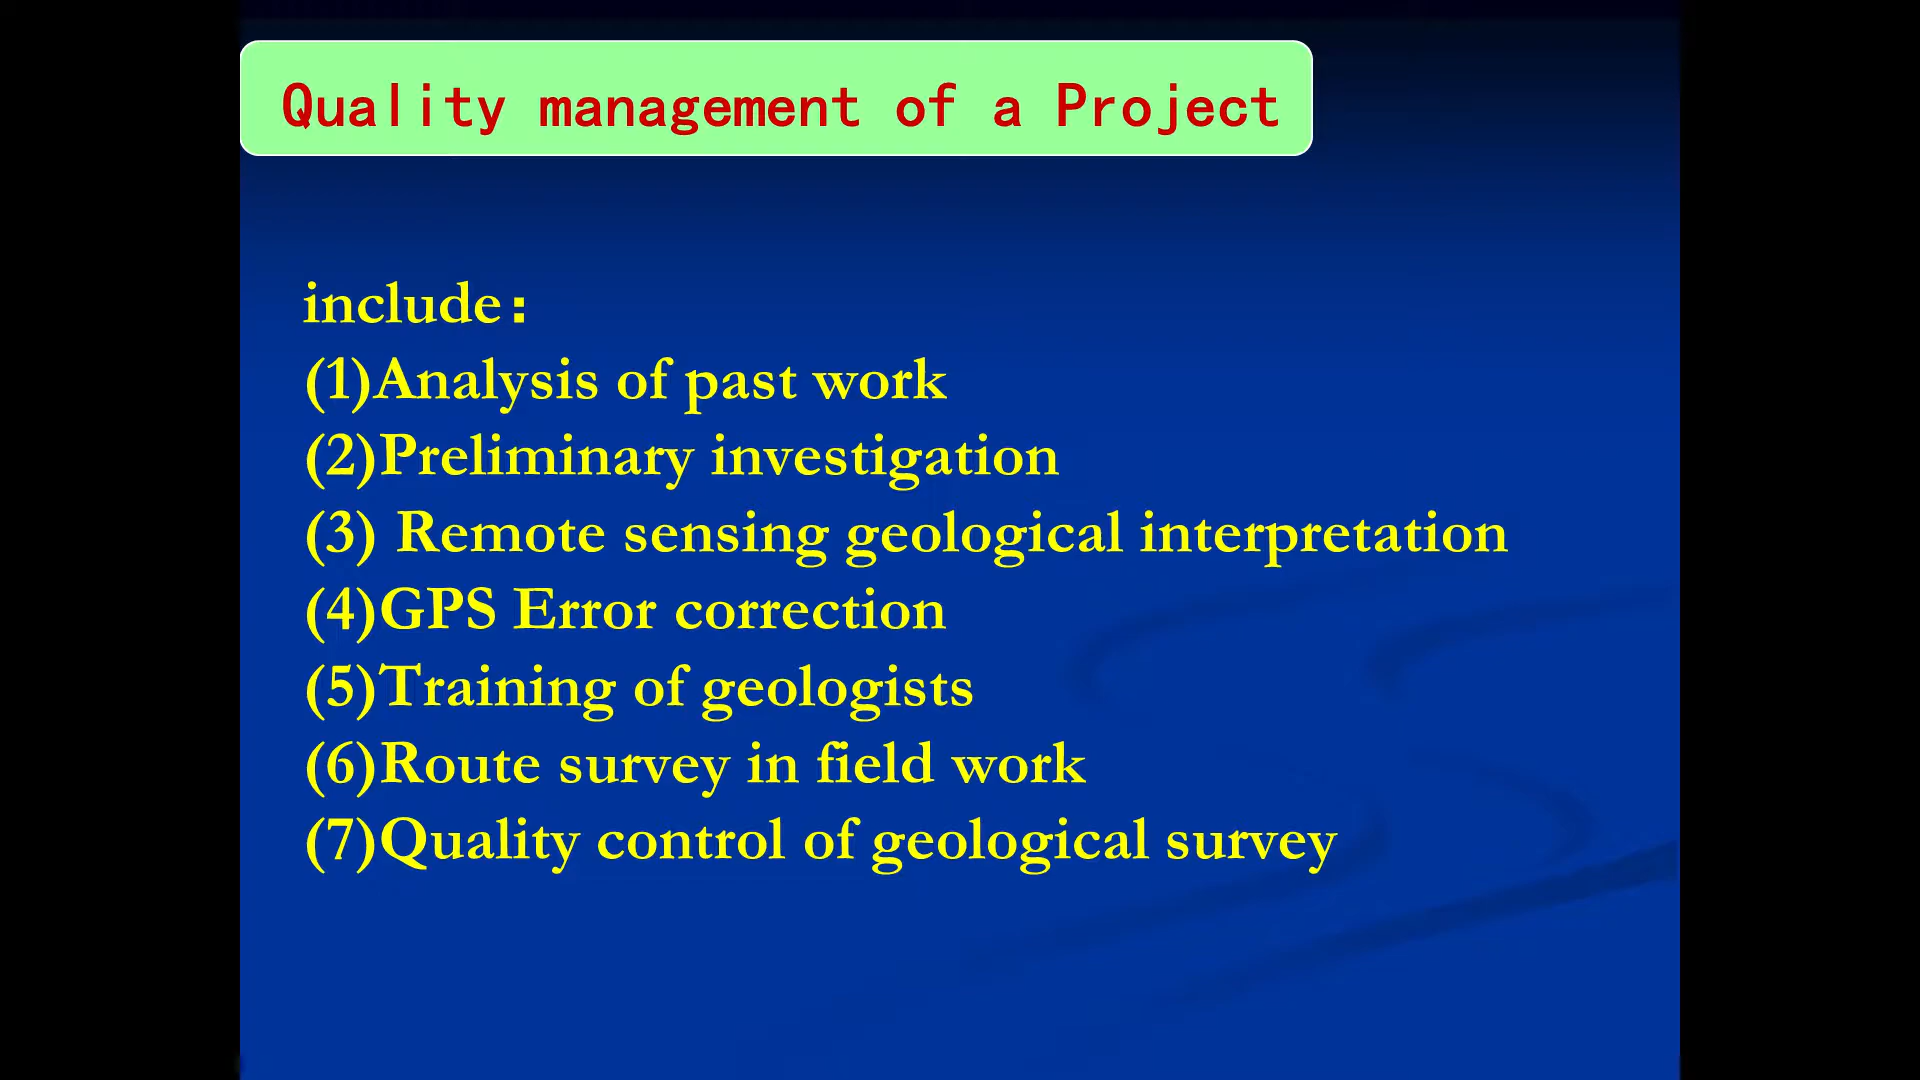 Quality management of a Project
include：
(1)Analysis of past work
(2)Preliminary investigation
(3) Remote sensing geological interpretation
(4)GPS Error correction
(5)Training of geologists
(6)Route survey in field work
(7)Quality control of geological survey